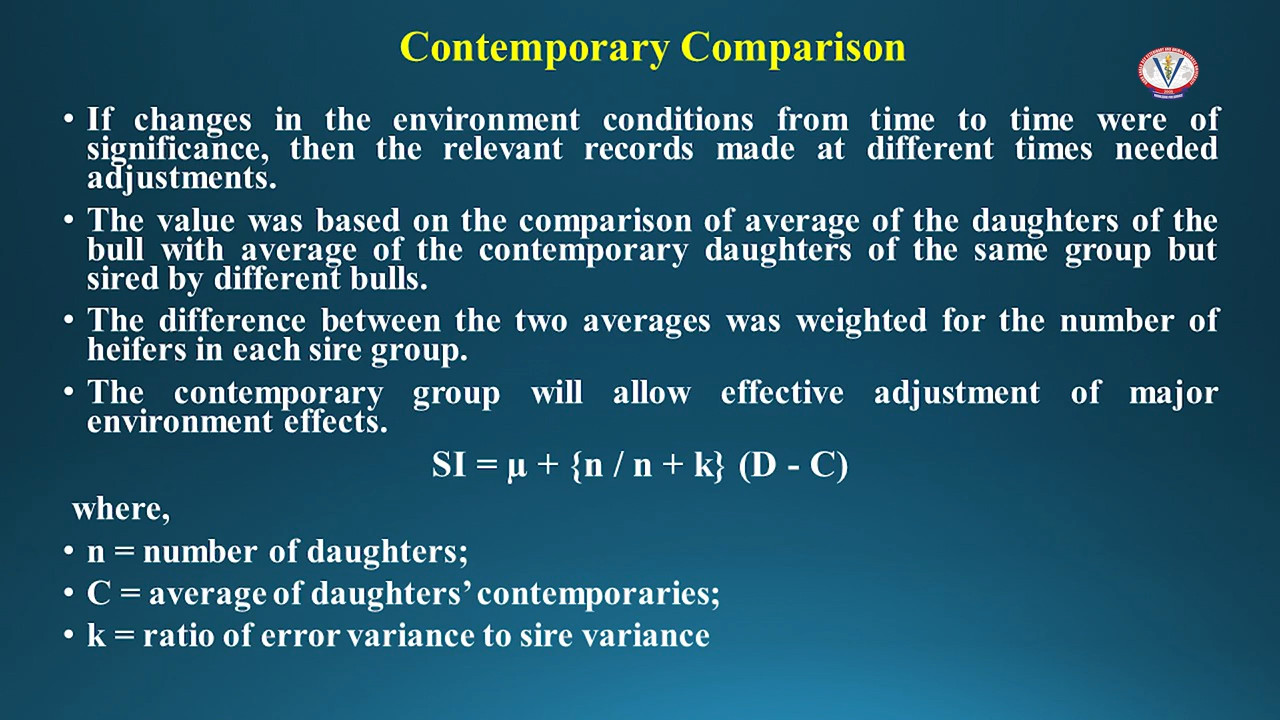 Contemporary Comparison
• If changes in the environment conditions from time to time were of
significance, then the relevant records made at different times needed
adjustments.
• The value was based on the comparison of average of the daughters of the
bull with average of the contemporary daughters of the same group but
sired by different bulls.
• The difference between the two averages was weighted for the number of
heifers in each sire group.
• The contemporary group will allow effective adjustment of major
environment effects.
SI = µ + {n / n + k} (D - C)
where,
• n = number of daughters;
• C = average of daughters’ contemporaries;
• k = ratio of error variance to sire variance